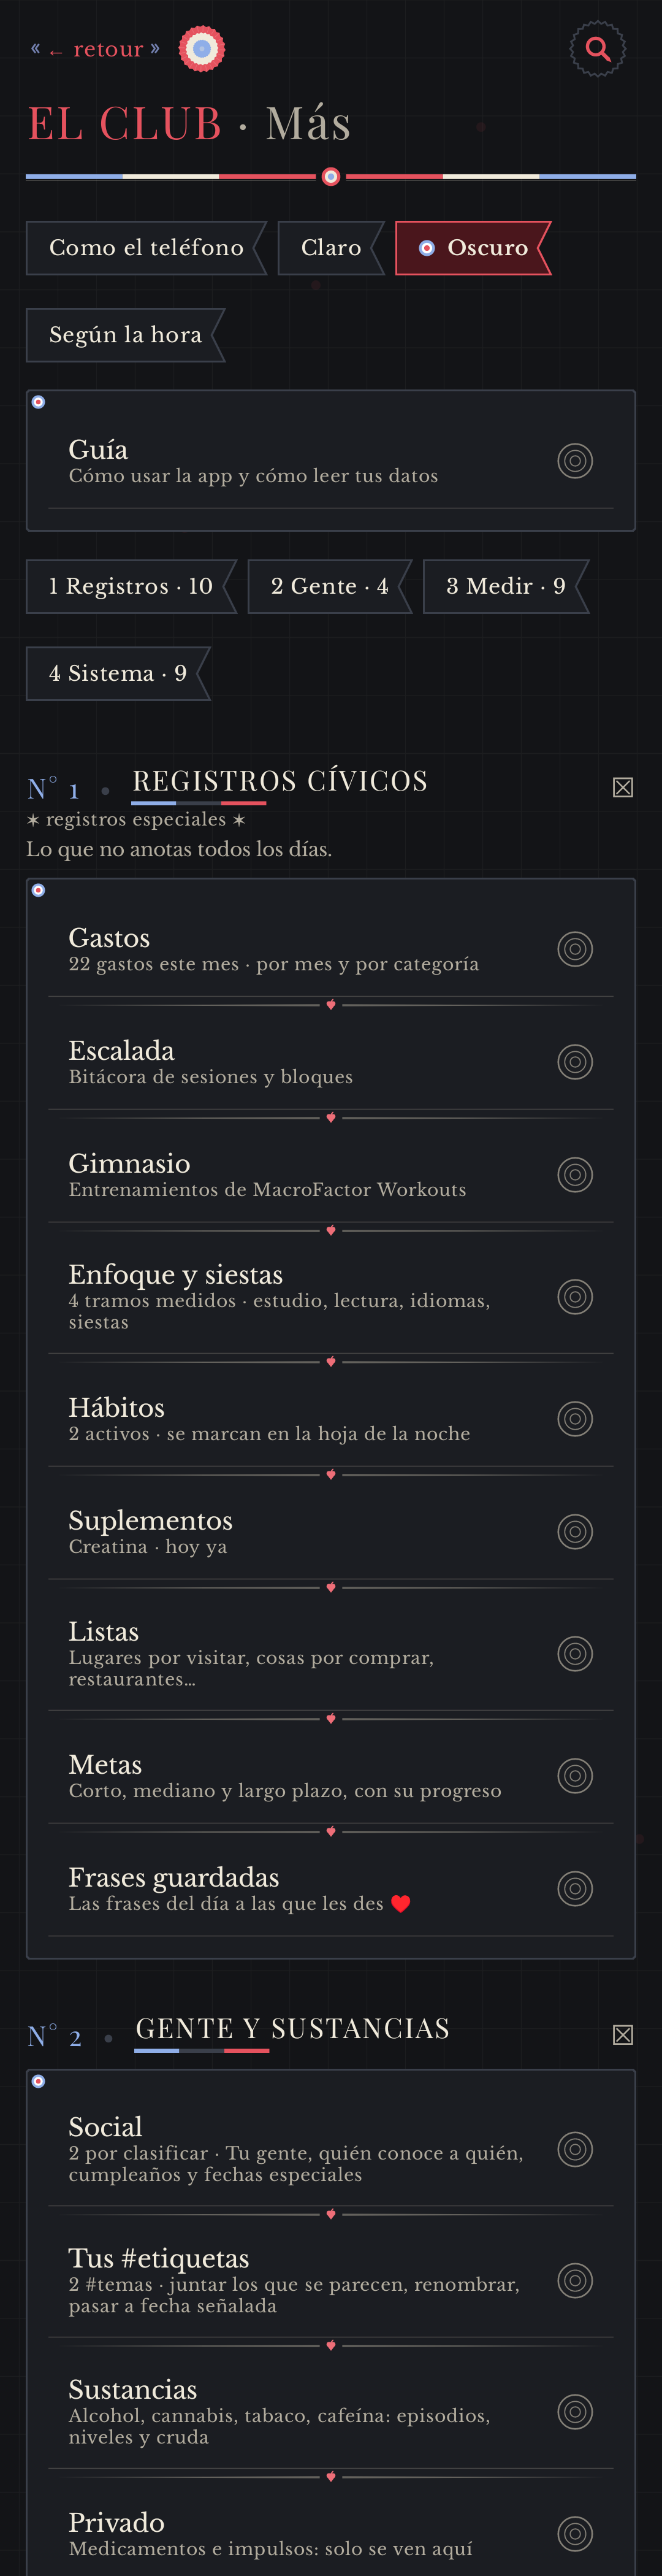 « ← retour »
EL CLUB · Más
Como el teléfono
Claro
Oscuro
Según la hora
Guía
Cómo usar la app y cómo leer tus datos
1 Registros · 10
2 Gente · 4
3 Medir · 9
4 Sistema · 9
N° 1 • REGISTROS CÍVICOS
✶ registros especiales ✶
Lo que no anotas todos los días.
Gastos
22 gastos este mes · por mes y por categoría
Escalada
Bitácora de sesiones y bloques
Gimnasio
Entrenamientos de MacroFactor Workouts
Enfoque y siestas
4 tramos medidos · estudio, lectura, idiomas,
siestas
Hábitos
2 activos · se marcan en la hoja de la noche
Suplementos
Creatina · hoy ya
Listas
Lugares por visitar, cosas por comprar,
restaurantes…
Metas
Corto, mediano y largo plazo, con su progreso
Frases guardadas
Las frases del día a las que les des ♥
N° 2 • GENTE Y SUSTANCIAS
Social
2 por clasificar · Tu gente, quién conoce a quién,
cumpleaños y fechas especiales
Tus #etiquetas
2 #temas · juntar los que se parecen, renombrar,
pasar a fecha señalada
Sustancias
Alcohol, cannabis, tabaco, cafeína: episodios,
niveles y cruda
Privado
Medicamentos e impulsos: solo se ven aquí